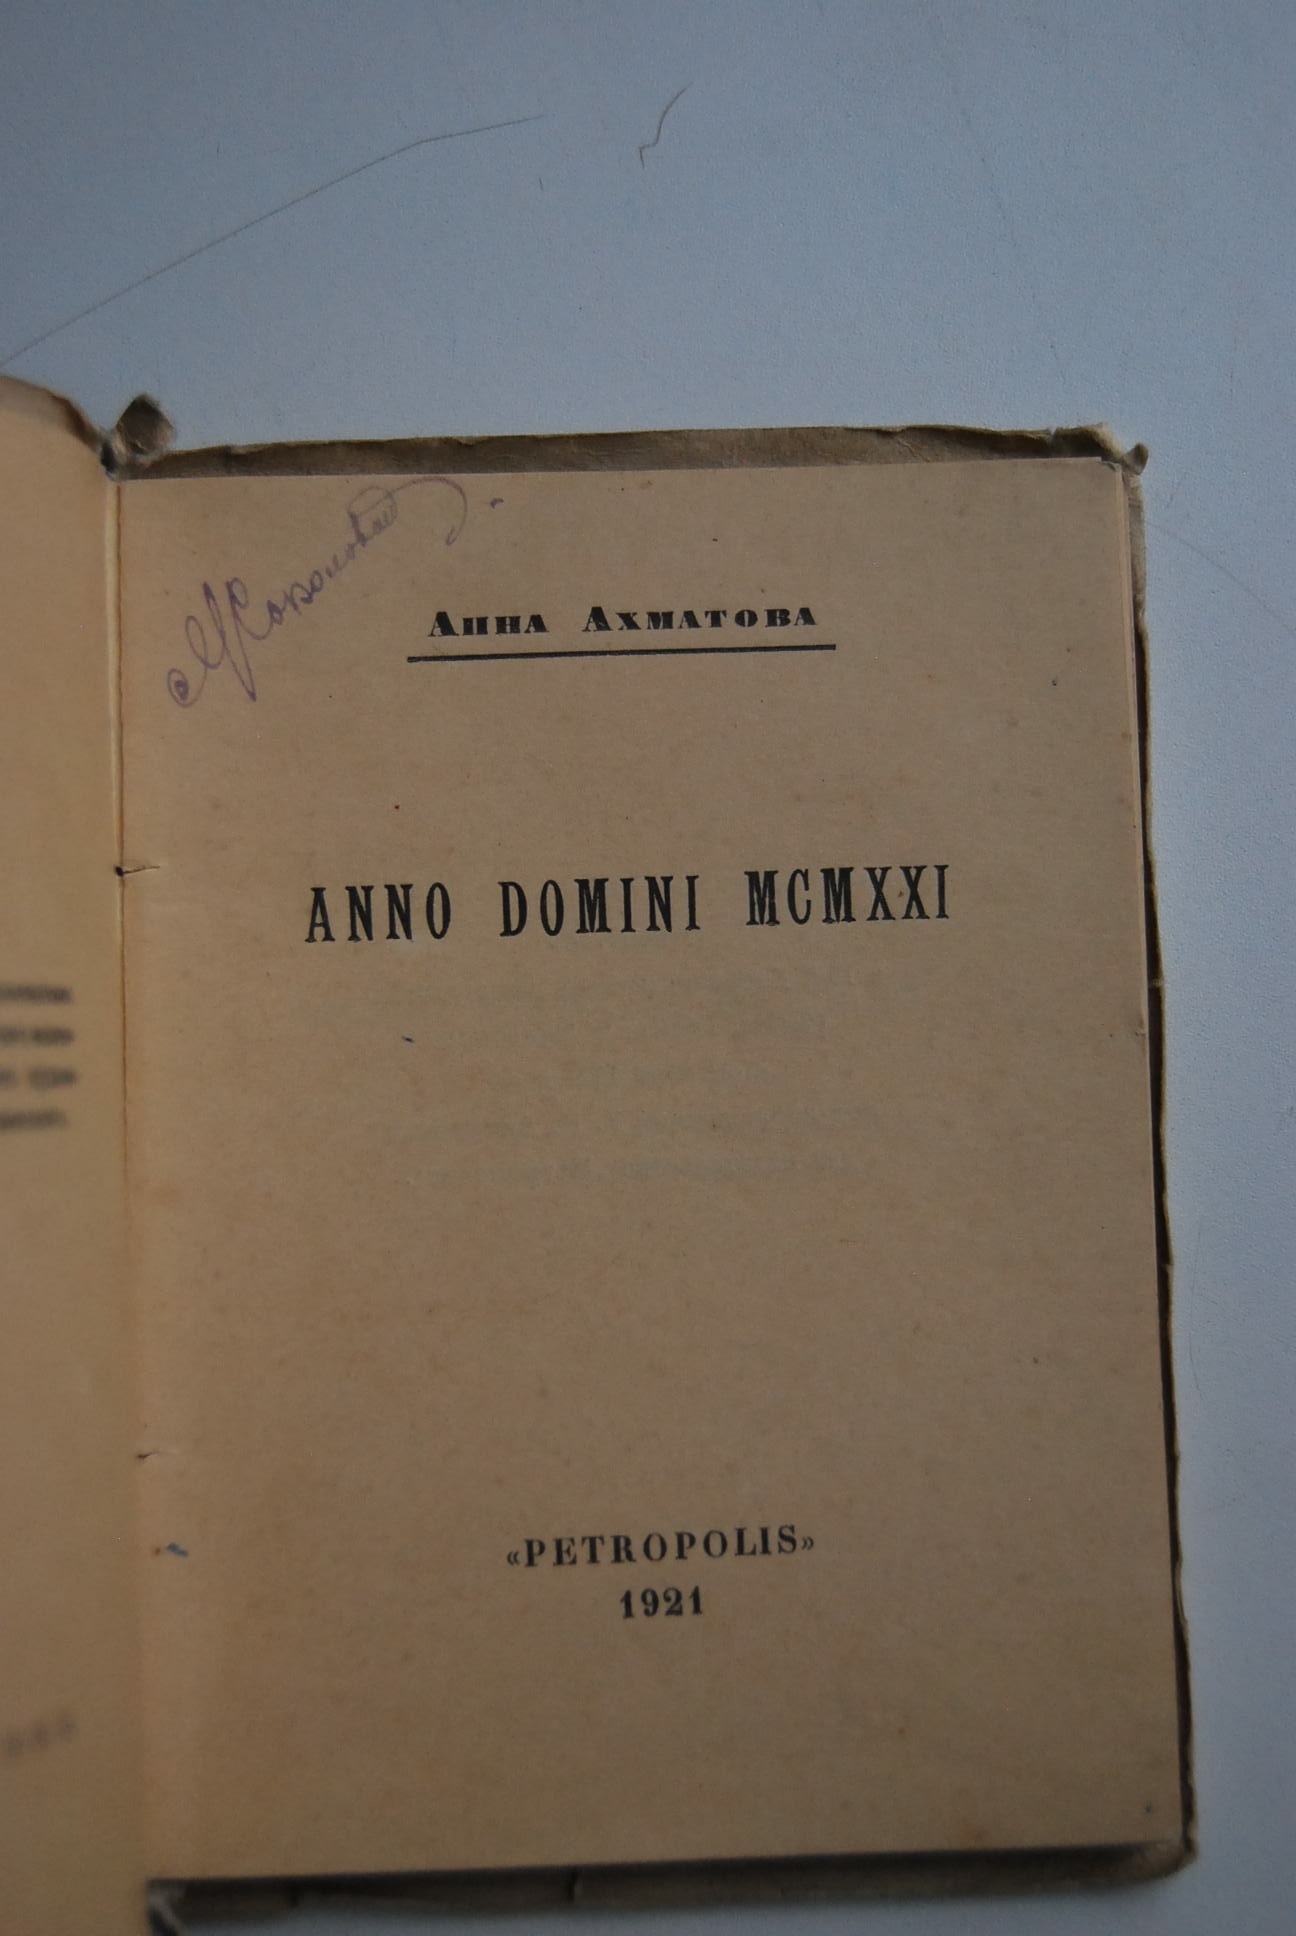 Анна Ахматова
ANNO DOMINI MCMXXI
«PETROPOLIS»
1921